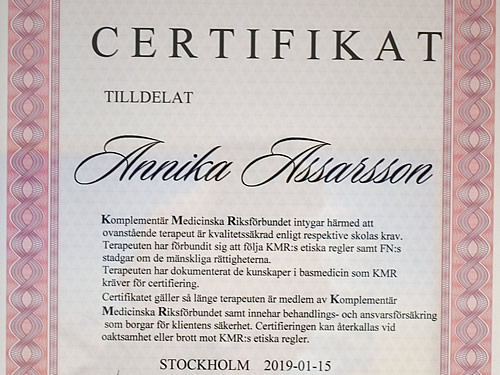 CERTIFIKAT
TILLDELAT
Annika Assarsson
Komplementär Medicinska Riksförbundet intygar härmed att
ovanstående terapeut är kvalitetssäkrad enligt respektive skolas krav.
Terapeuten har förbundit sig att följa KMR:s etiska regler samt FN:s
stadgar om de mänskliga rättigheterna.
Terapeuten har dokumenterat de kunskaper i basmedicin som KMR
kräver för certifiering.
Certifikatet gäller så länge terapeuten är medlem av Komplementär
Medicinska Riksförbundet samt innehar behandlings- och ansvarsförsäkring
som borgar för klientens säkerhet. Certifieringen kan återkallas vid
oaktsamhet eller brott mot KMR:s etiska regler.
STOCKHOLM 2019-01-15